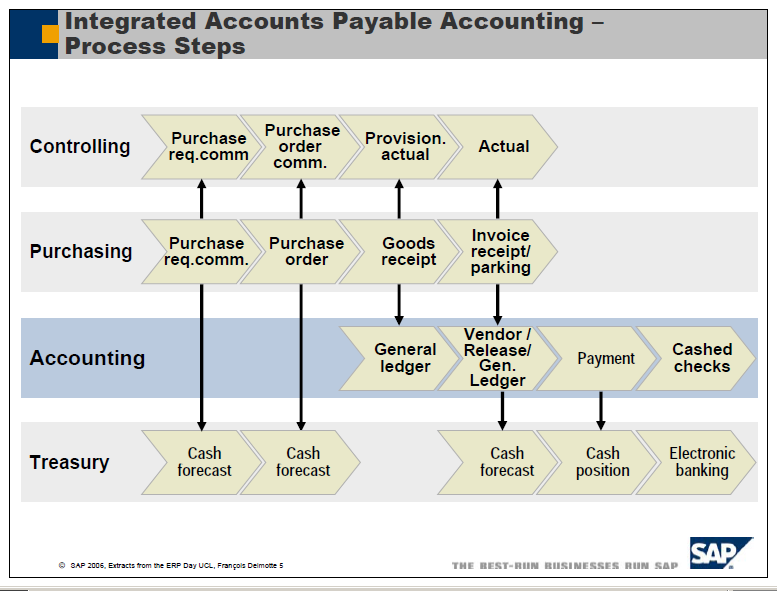 Integrated Accounts Payable Accounting –
Process Steps
Controlling
Purchase
req.comm
Purchase
order
comm.
Provision.
actual
Actual
Purchasing
Purchase
req.comm.
Purchase
order
Goods
receipt
Invoice
receipt/
parking
Accounting
General
ledger
Vendor /
Release/
Gen.
Ledger
Payment
Cashed
checks
Treasury
Cash
forecast
Cash
forecast
Cash
forecast
Cash
position
Electronic
banking
© SAP 2006, Extracts from the ERP Day UCL, François Delmotte 5
THE BEST-RUN BUSINESSES RUN SAP
SAP